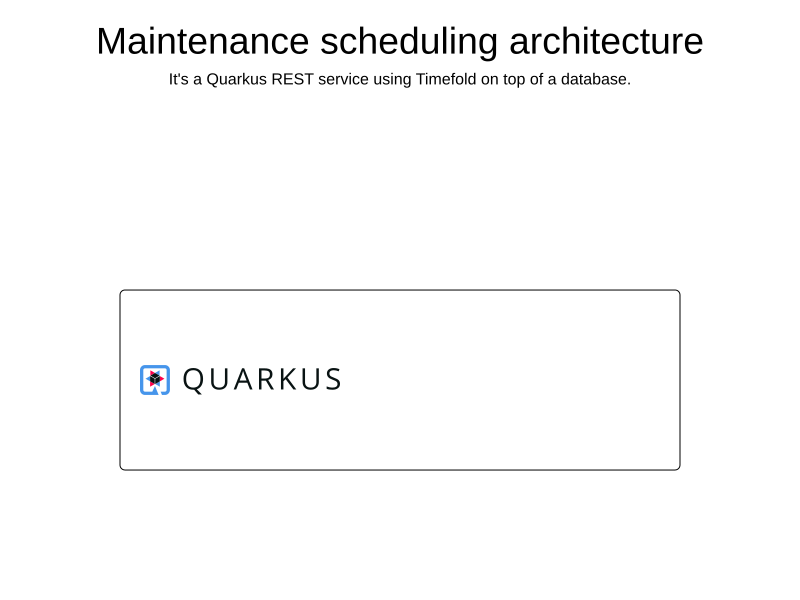 Maintenance scheduling architecture
It's a Quarkus REST service using Timefold on top of a database.
QUARKUS